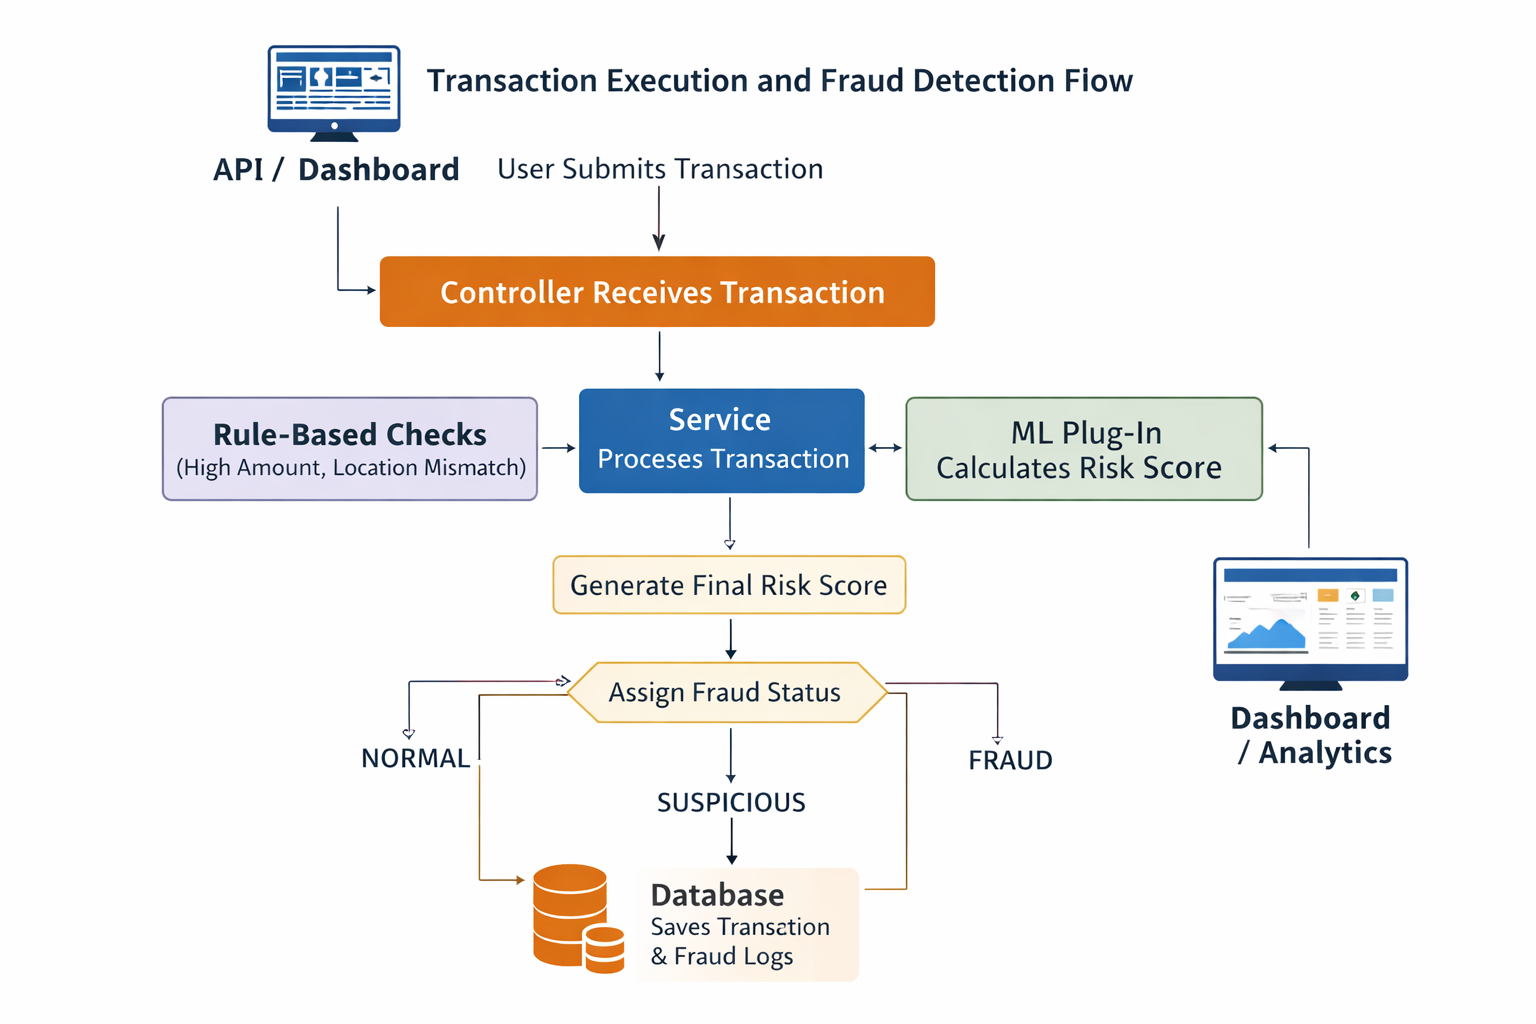 Transaction Execution and Fraud Detection Flow
API / Dashboard
User Submits Transaction
Controller Receives Transaction
Rule-Based Checks
(High Amount, Location Mismatch)
Service
Proceses Transaction
ML Plug-In
Calculates Risk Score
Generate Final Risk Score
Assign Fraud Status
NORMAL
FRAUD
SUSPICIOUS
Dashboard
/ Analytics
Database
Saves Transation
& Fraud Logs